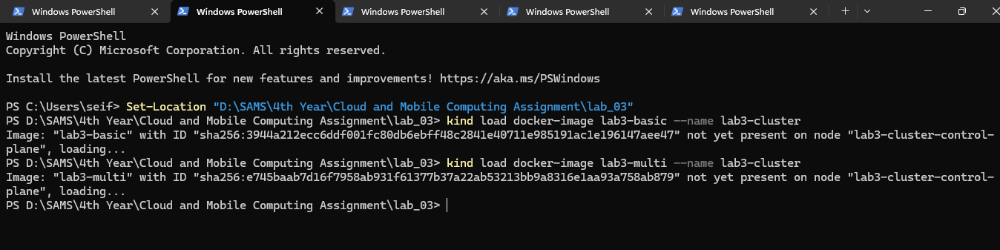 Windows PowerShell
Windows PowerShell
Windows PowerShell
Windows PowerShell
Windows PowerShell
Windows PowerShell
Copyright (C) Microsoft Corporation. All rights reserved.
Install the latest PowerShell for new features and improvements! https://aka.ms/PSWindows
PS C:\Users\seif> Set-Location "D:\SAMS\4th Year\Cloud and Mobile Computing Assignment\lab_03"
PS D:\SAMS\4th Year\Cloud and Mobile Computing Assignment\lab_03> kind load docker-image lab3-basic --name lab3-cluster
Image: "lab3-basic" with ID "sha256:3944a212ecc6ddf001fc80db6ebff48c2841e40711e985191ac1e196147aee47" not yet present on node "lab3-cluster-control-
plane", loading...
PS D:\SAMS\4th Year\Cloud and Mobile Computing Assignment\lab_03> kind load docker-image lab3-multi --name lab3-cluster
Image: "lab3-multi" with ID "sha256:e745baab7d16f7958ab931f61377b37a22ab53213bb9a8316e1aa93a758ab879" not yet present on node "lab3-cluster-control-
plane", loading...
PS D:\SAMS\4th Year\Cloud and Mobile Computing Assignment\lab_03>